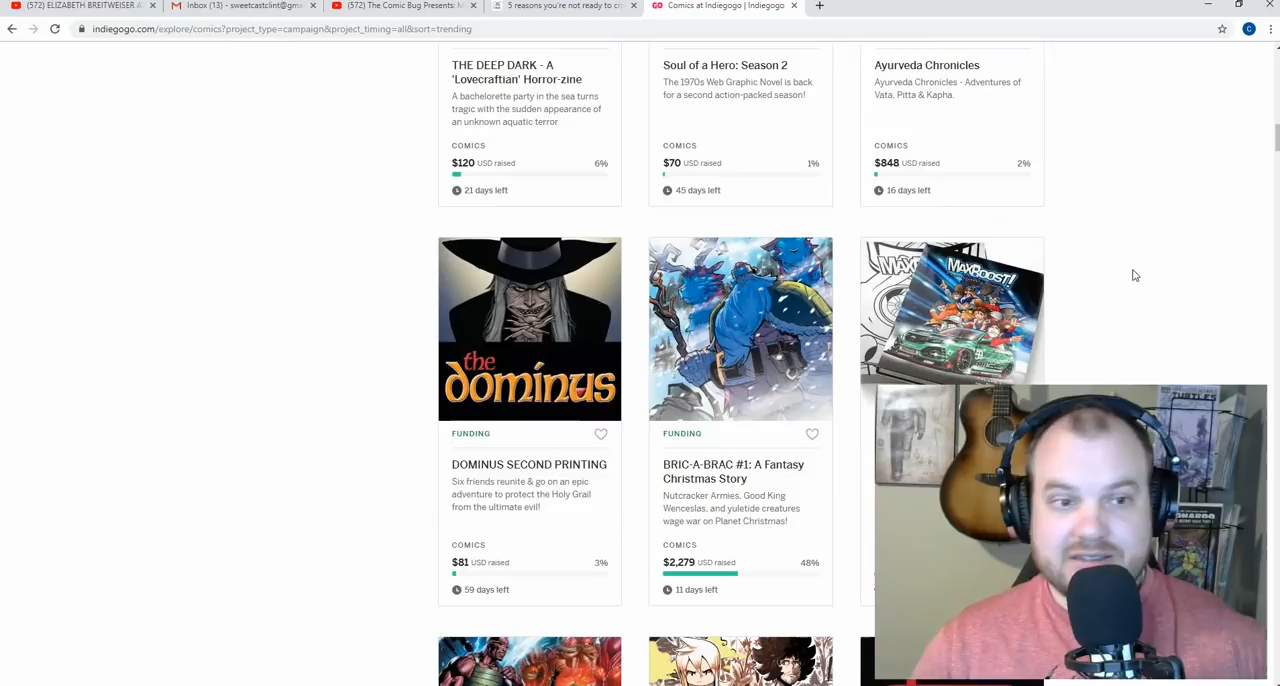 (572) ELIZABETH BREITWEISER A
Inbox (13) - sweetcastclint@gma
(572) The Comic Bug Presents: M
5 reasons you're not ready to cr
Comics at Indiegogo | Indiegogo
indiegogo.com/explore/comics?project_type=campaign&project_timing=all&sort=trending
THE DEEP DARK - A
'Lovecraftian' Horror-zine
A bachelorette party in the sea turns
tragic with the sudden appearance of
an unknown aquatic terror
COMICS
$120 USD raised 6%
21 days left
Soul of a Hero: Season 2
The 1970s Web Graphic Novel is back
for a second action-packed season!
COMICS
$70 USD raised 1%
45 days left
Ayurveda Chronicles
Ayurveda Chronicles - Adventures of
Vata, Pitta & Kapha.
COMICS
$848 USD raised 2%
16 days left
the
dominus
FUNDING
DOMINUS SECOND PRINTING
Six friends reunite & go on an epic
adventure to protect the Holy Grail
from the ultimate evil!
COMICS
$81 USD raised 3%
59 days left
FUNDING
BRIC-A-BRAC #1: A Fantasy
Christmas Story
Nutcracker Armies, Good King
Wenceslas, and yuletide creatures
wage war on Planet Christmas!
COMICS
$2,279 USD raised 48%
11 days left
MAXBOOST!
TURTLES